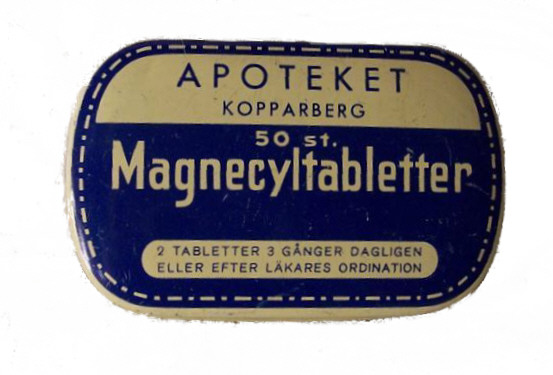 APOTEKET
KOPPARBERG
50 st.
Magnecyltabletter
2 TABLETTER 3 GÅNGER DAGLIGEN
ELLER EFTER LÄKARES ORDINATION